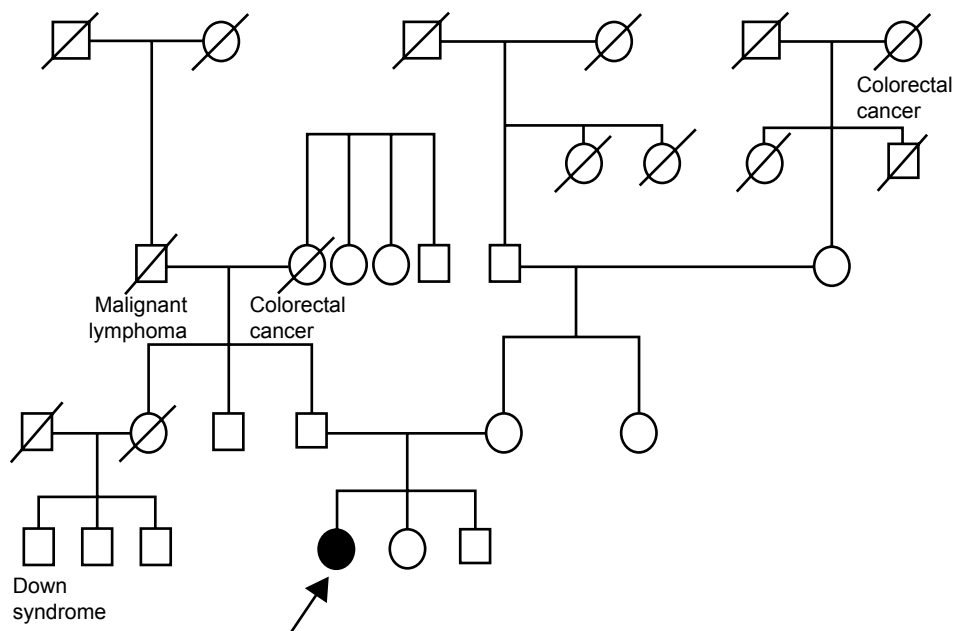 Colorectal
cancer
Malignant
lymphoma
Colorectal
cancer
Down
syndrome